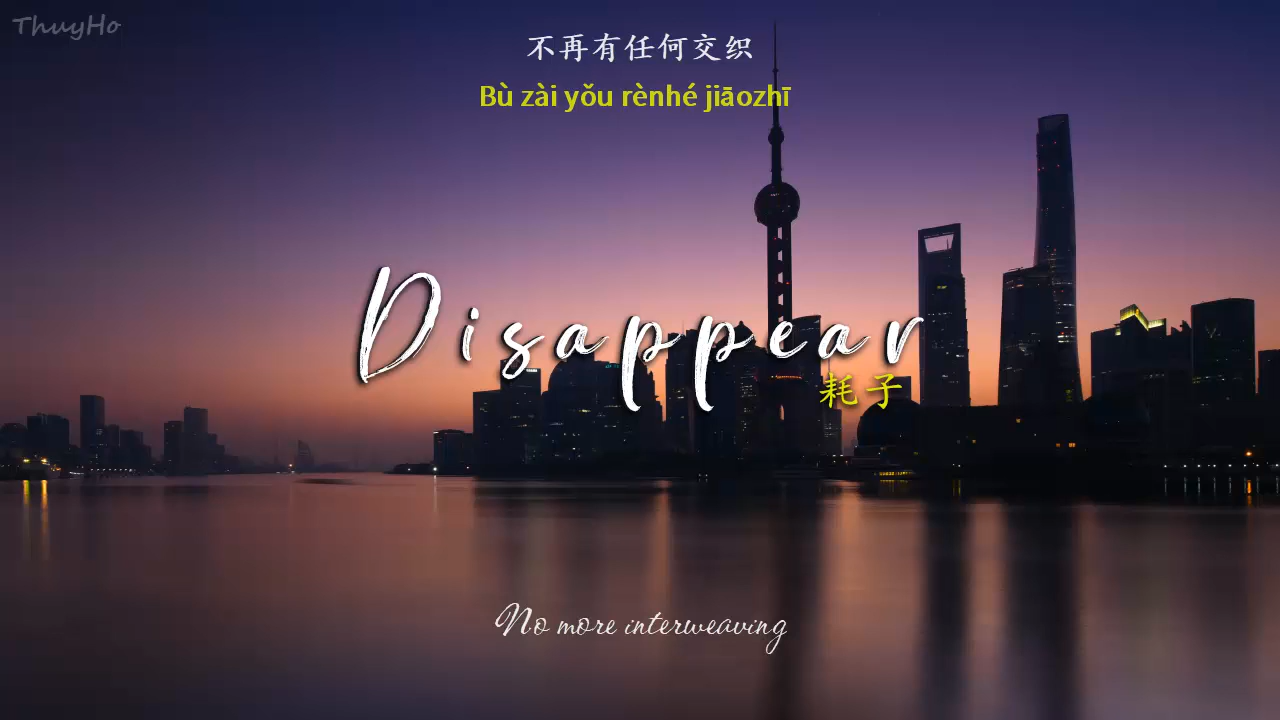 ThuyHo
不再有任何交织
Bù zài yǒu rènhé jiāozhī
Disappear
耗子
No more interweaving